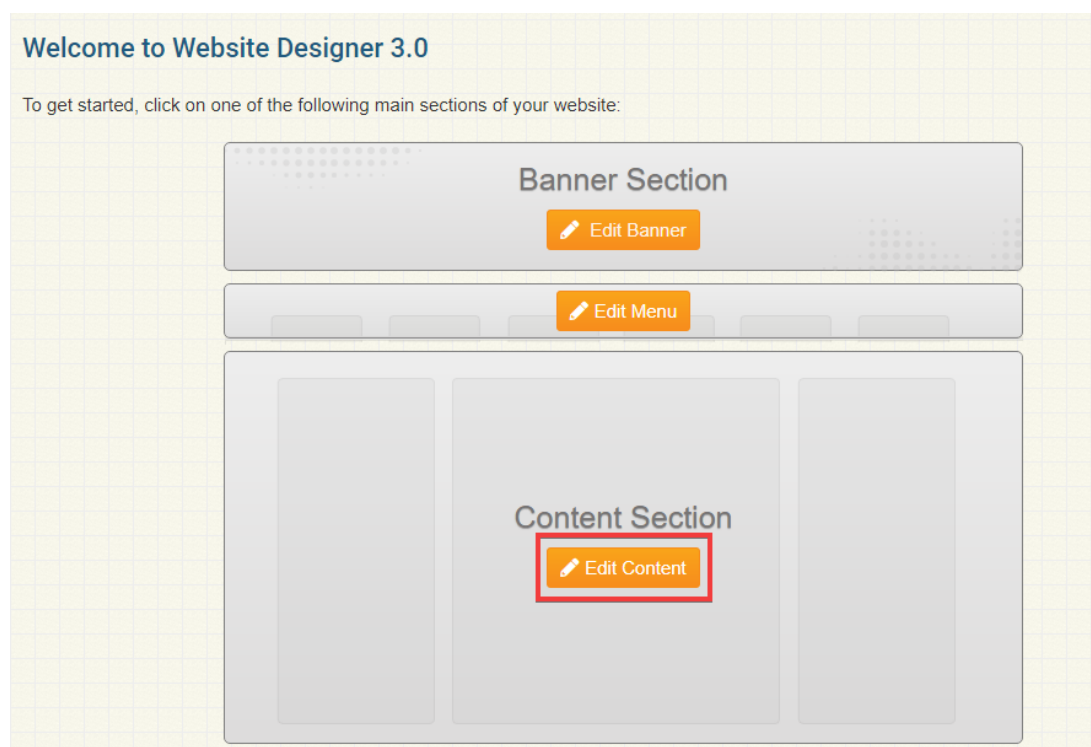 Welcome to Website Designer 3.0
To get started, click on one of the following main sections of your website:
Banner Section
Edit Banner
Edit Menu
Content Section
Edit Content